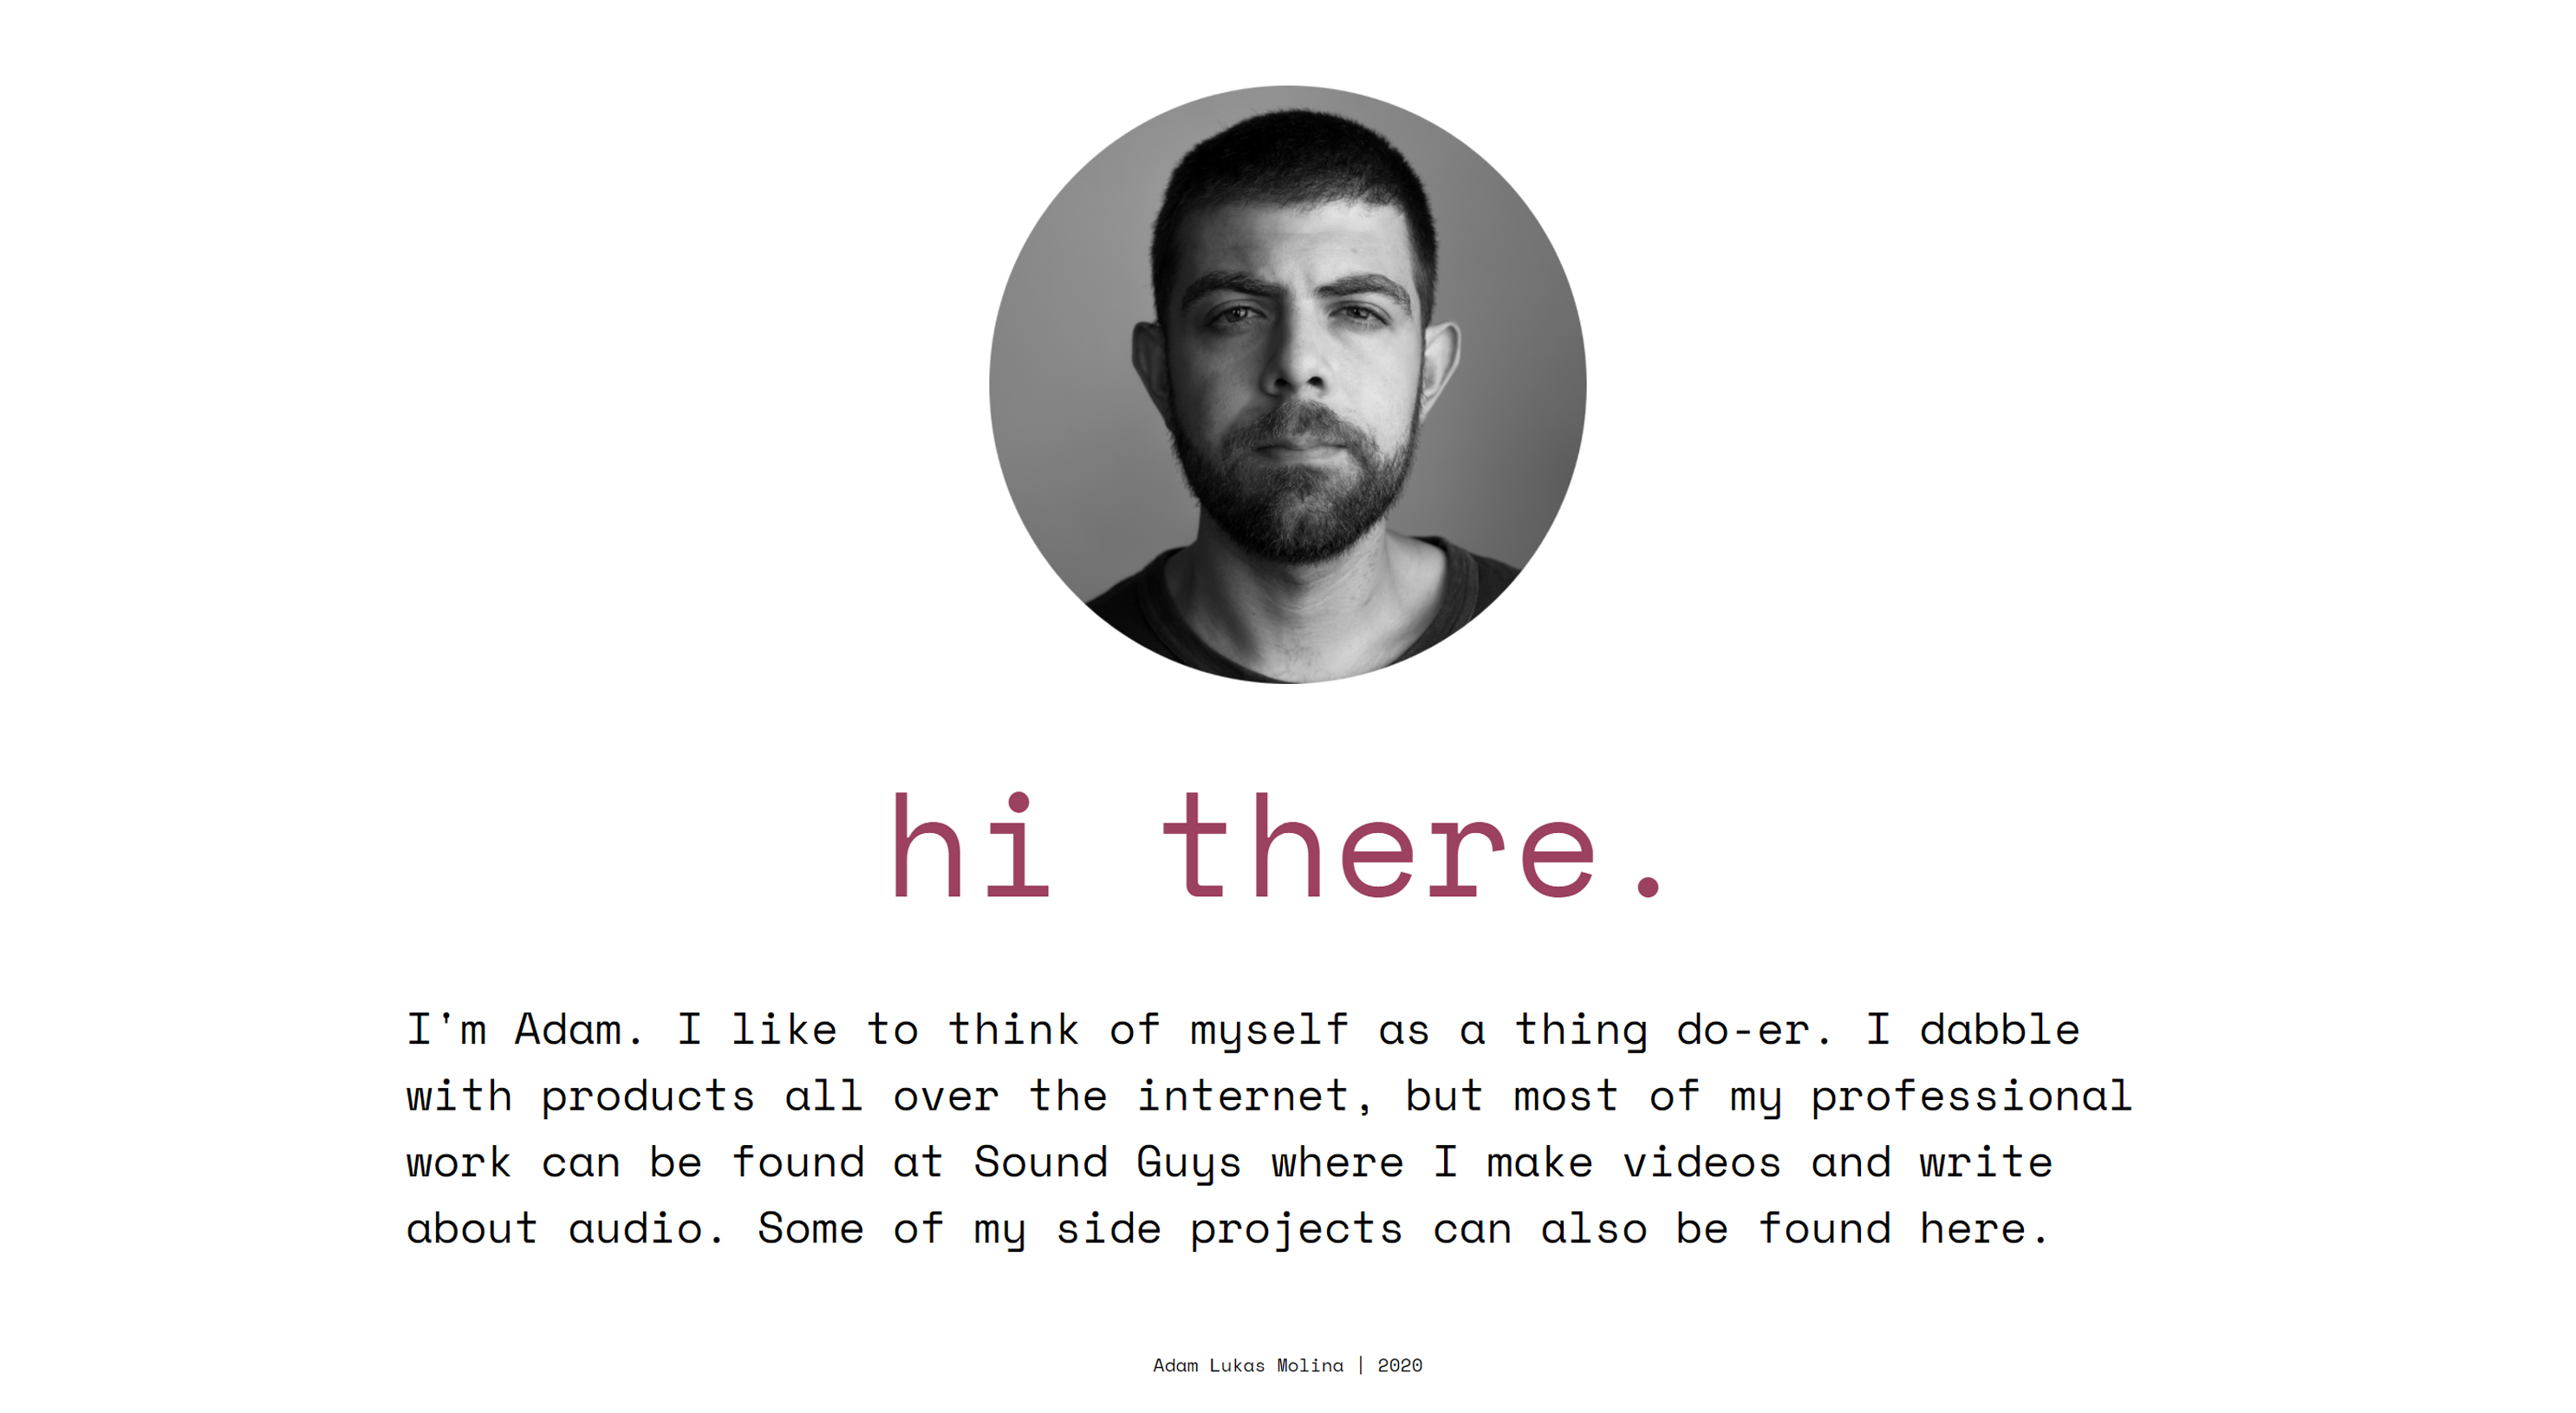 hi there.
I'm Adam. I like to think of myself as a thing do-er. I dabble
with products all over the internet, but most of my professional
work can be found at Sound Guys where I make videos and write
about audio. Some of my side projects can also be found here.
Adam Lukas Molina | 2020